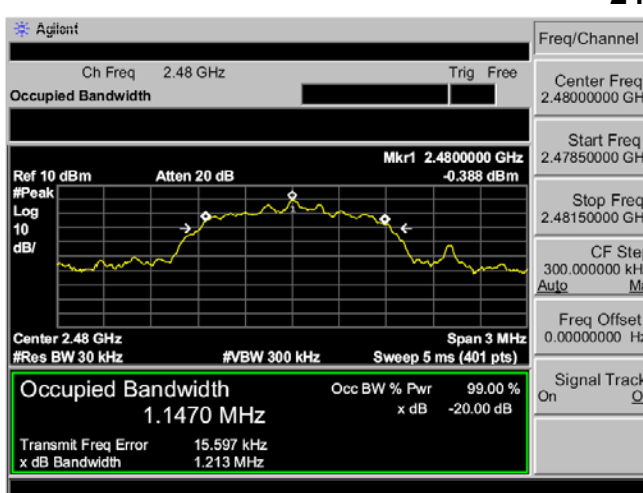 Agilent
Freq/Channel
Ch Freq 2.48 GHz Trig Free
Occupied Bandwidth
Center Freq
2.48000000 GH
Start Freq
2.47850000 GH
Stop Freq
2.48150000 GH
CF Step
300.000000 kH
Auto Ma
Freq Offset
0.00000000 Hz
Signal Track
On O
Mkr1 2.4800000 GHz
Ref 10 dBm Atten 20 dB -0.388 dBm
#Peak
Log
10
dB/
1
Center 2.48 GHz Span 3 MHz
#Res BW 30 kHz #VBW 300 kHz Sweep 5 ms (401 pts)
Occupied Bandwidth Occ BW % Pwr 99.00 %
1.1470 MHz x dB -20.00 dB
Transmit Freq Error 15.597 kHz
x dB Bandwidth 1.213 MHz